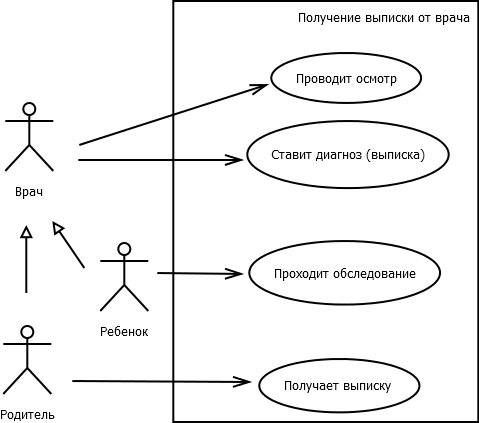 Получение выписки от врача
Проводит осмотр
Ставит диагноз (выписка)
Врач
Проходит обследование
Ребенок
Получает выписку
Родитель